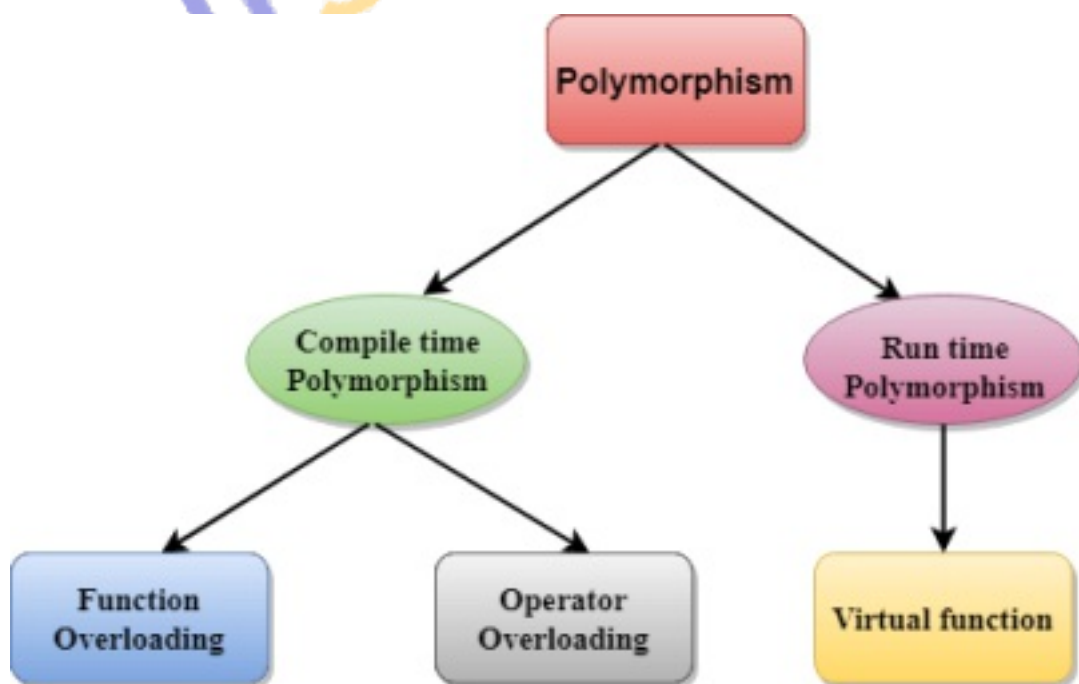 Polymorphism
Compile time
Polymorphism
Run time
Polymorphism
Function
Overloading
Operator
Overloading
Virtual function